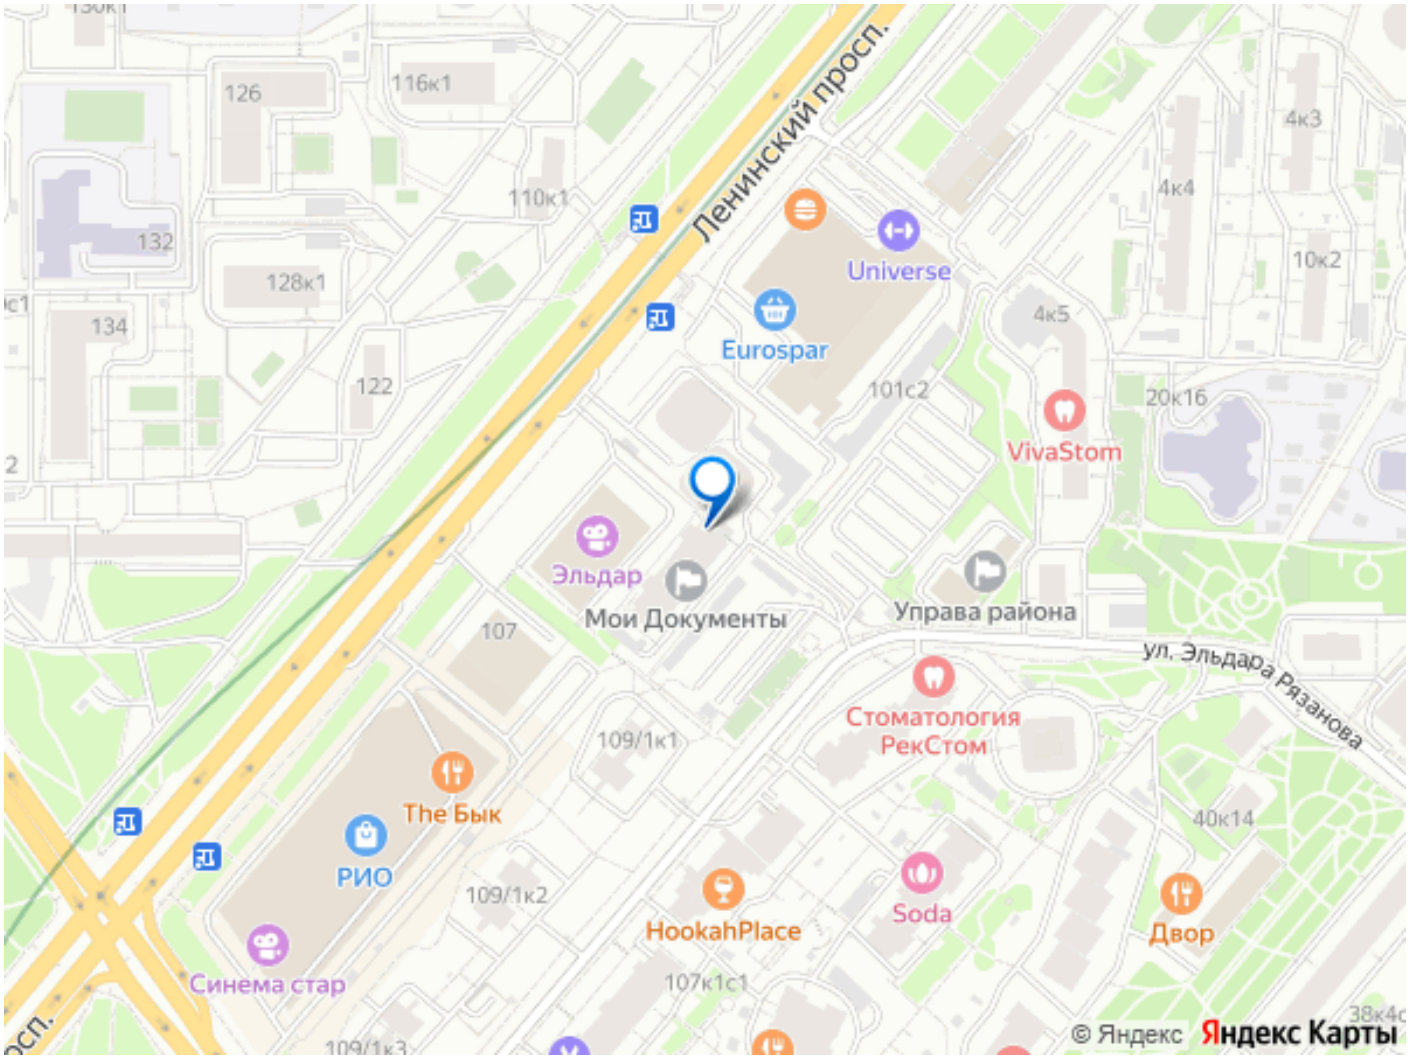 130к1
126
116к1
Ленинский просп.
4к3
4к4
110к1
132
10к2
128к1
Universe
с1
134
4к5
Eurospar
122
101с2
20к16
VivaStom
2
Эльдар
Мои Документы
Управа района
107
ул. Эльдара Рязанова
Стоматология
РекСтом
109/1к1
The Бык
40к14
РИО
109/1к2
Soda
HookahPlace
Двор
Синема стар
107к1с1
38к4с
осп.
109/1к3
© Яндекс
Яндекс Карты